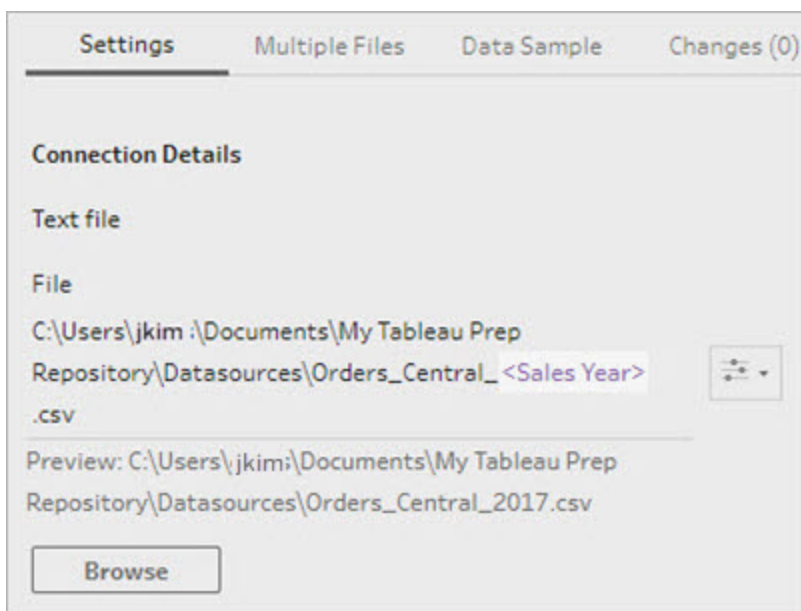 Settings Multiple Files Data Sample Changes (0)
Connection Details
Text file
File
C:\Users\jkim :\Documents\My Tableau Prep
Repository\Datasources\Orders_Central_<Sales Year>
.csv
Preview: C:\Users\jkim;\Documents\My Tableau Prep
Repository\Datasources\Orders_Central_2017.csv
Browse